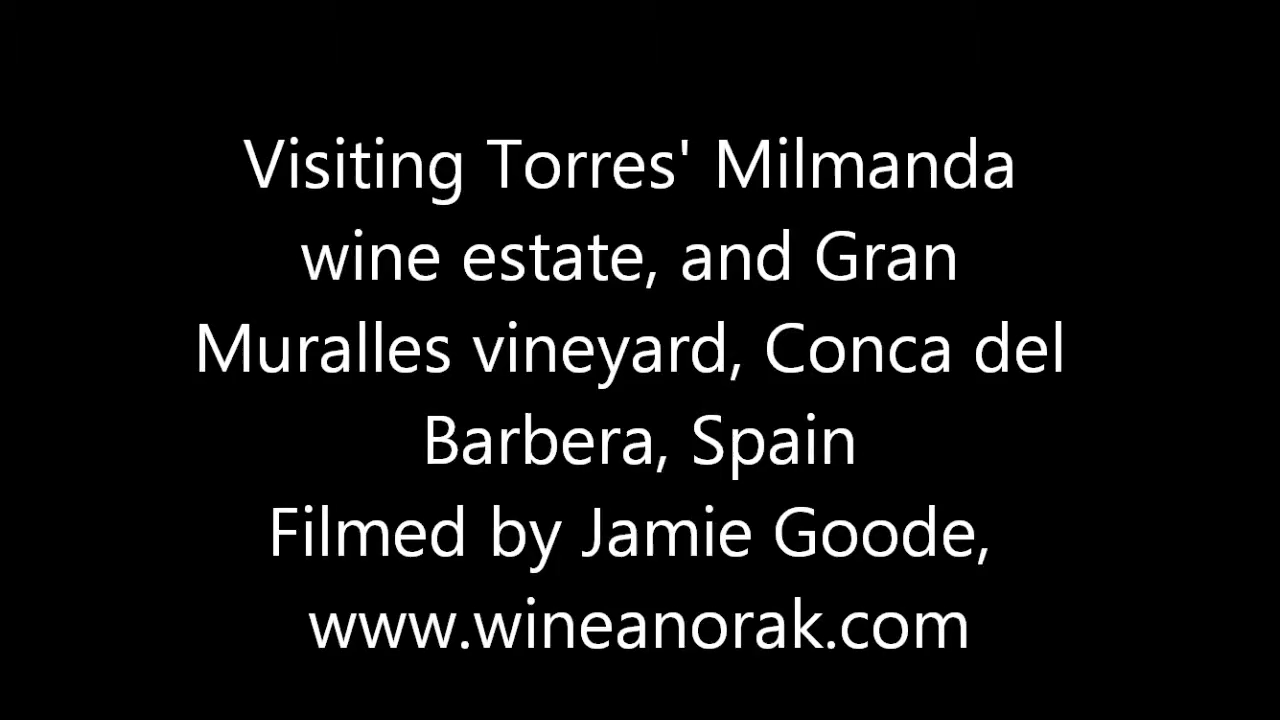 Visiting Torres' Milmanda
wine estate, and Gran
Muralles vineyard, Conca del
Barbera, Spain
Filmed by Jamie Goode,
www.wineanorak.com